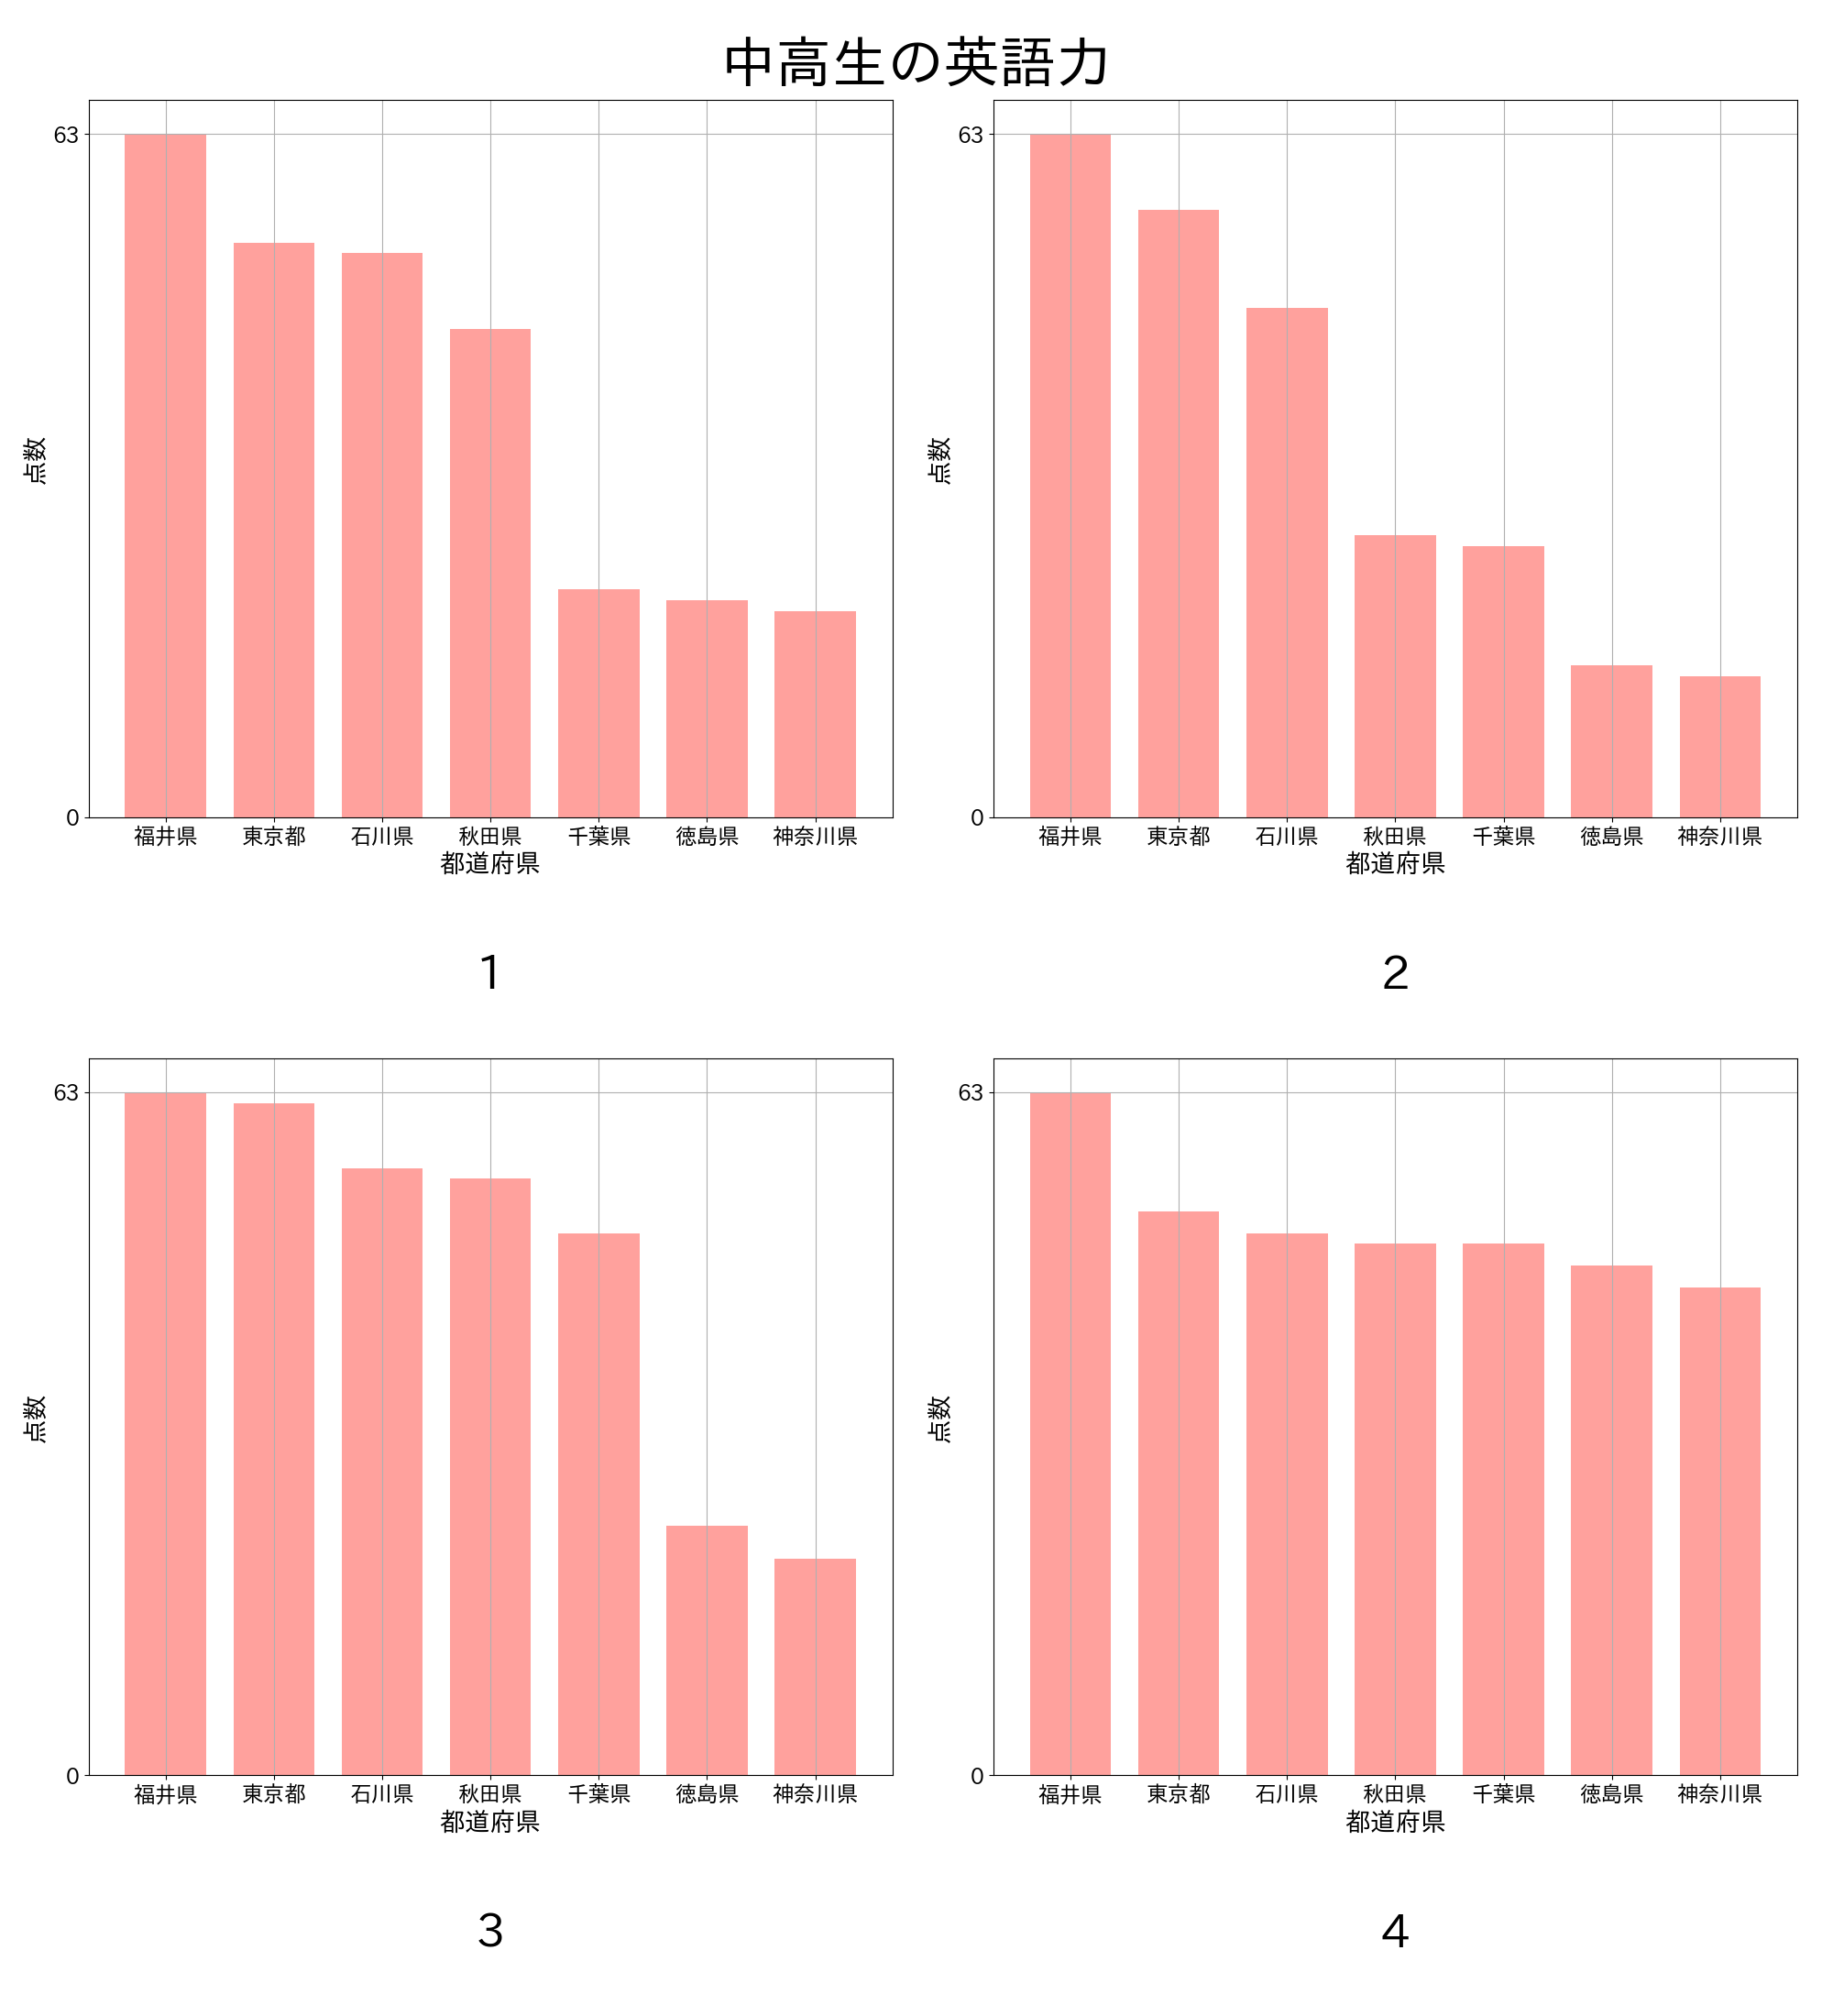 中高生の英語力
63
0
点数
福井県 東京都 石川県 秋田県 千葉県 徳島県 神奈川県
都道府県
1
63
0
点数
福井県 東京都 石川県 秋田県 千葉県 徳島県 神奈川県
都道府県
2
63
0
点数
福井県 東京都 石川県 秋田県 千葉県 徳島県 神奈川県
都道府県
3
63
0
点数
福井県 東京都 石川県 秋田県 千葉県 徳島県 神奈川県
都道府県
4